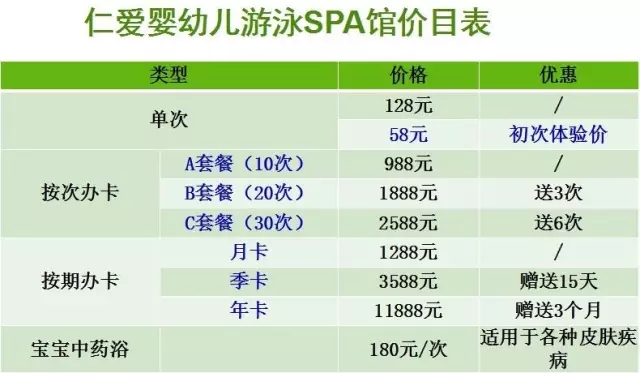 仁爱婴幼儿游泳SPA馆价目表
类型 价格 优惠
单次 128元 /
58元 初次体验价
按次办卡 A套餐（10次） 988元 /
B套餐（20次） 1888元 送3次
C套餐（30次） 2588元 送6次
按期办卡 月卡 1288元 /
季卡 3588元 赠送15天
年卡 11888元 赠送3个月
宝宝中药浴 180元/次 适用于各种皮肤疾
病